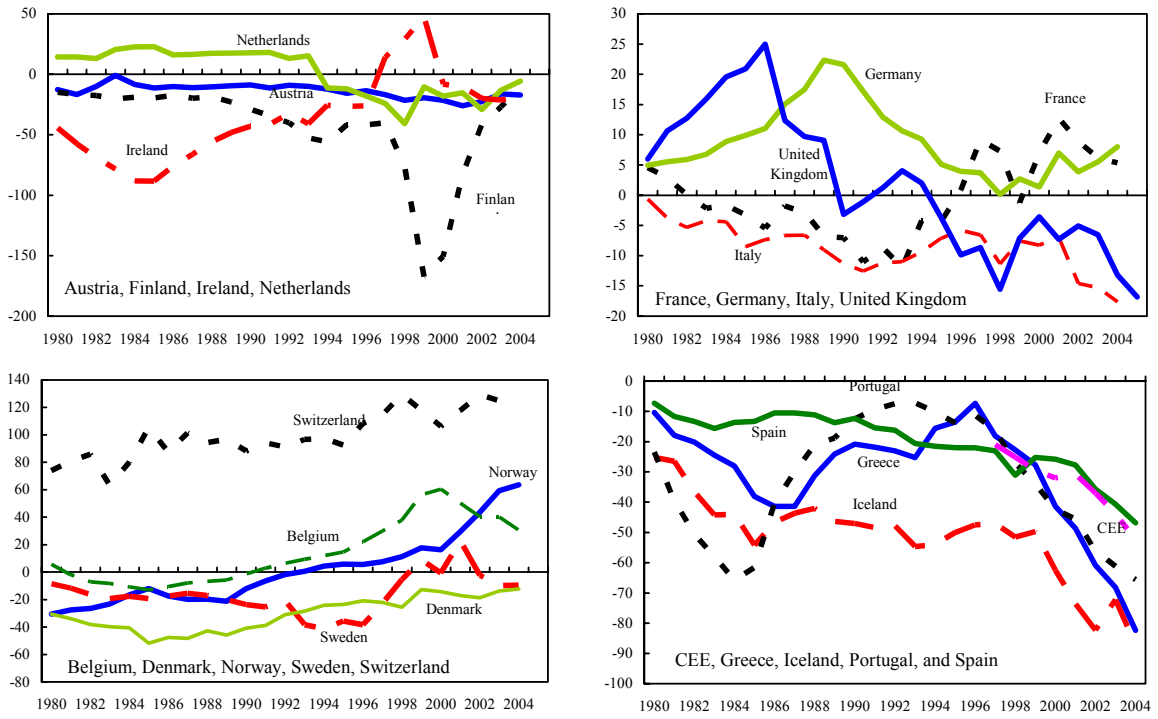 50
0
-50
-100
-150
-200
Netherlands
Austria
Ireland
Finlan
Austria, Finland, Ireland, Netherlands
1980 1982 1984 1986 1988 1990 1992 1994 1996 1998 2000 2002 2004
30
25
20
15
10
5
0
-5
-10
-15
-20
Germany
France
United
Kingdom
Italy
France, Germany, Italy, United Kingdom
1980 1982 1984 1986 1988 1990 1992 1994 1996 1998 2000 2002 2004
140
120
100
80
60
40
20
0
-20
-40
-60
-80
Switzerland
Norway
Belgium
Denmark
Sweden
Belgium, Denmark, Norway, Sweden, Switzerland
1980 1982 1984 1986 1988 1990 1992 1994 1996 1998 2000 2002 2004
0
-10
-20
-30
-40
-50
-60
-70
-80
-90
-100
Portugal
Spain
Greece
Iceland
CEE
CEE, Greece, Iceland, Portugal, and Spain
1980 1982 1984 1986 1988 1990 1992 1994 1996 1998 2000 2002 2004